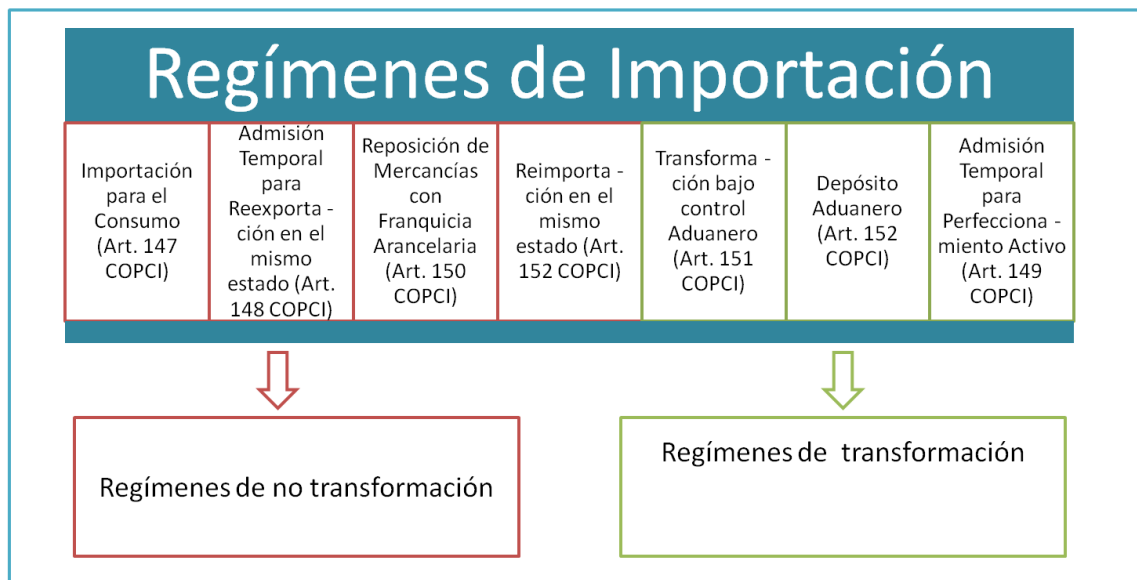 Regímenes de Importación
Importación
para el
Consumo
(Art. 147
COPCI)
Admisión
Temporal
para
Reexporta -
ción en el
mismo
estado (Art.
148 COPCI)
Reposición de
Mercancías
con
Franquicia
Arancelaria
(Art. 150
COPCI)
Reimporta -
ción en el
mismo
estado (Art.
152 COPCI)
Transforma -
ción bajo
control
Aduanero
(Art. 151
COPCI)
Depósito
Aduanero
(Art. 152
COPCI)
Admisión
Temporal
para
Perfecciona -
miento Activo
(Art. 149
COPCI)
Regímenes de no transformación
Regímenes de transformación